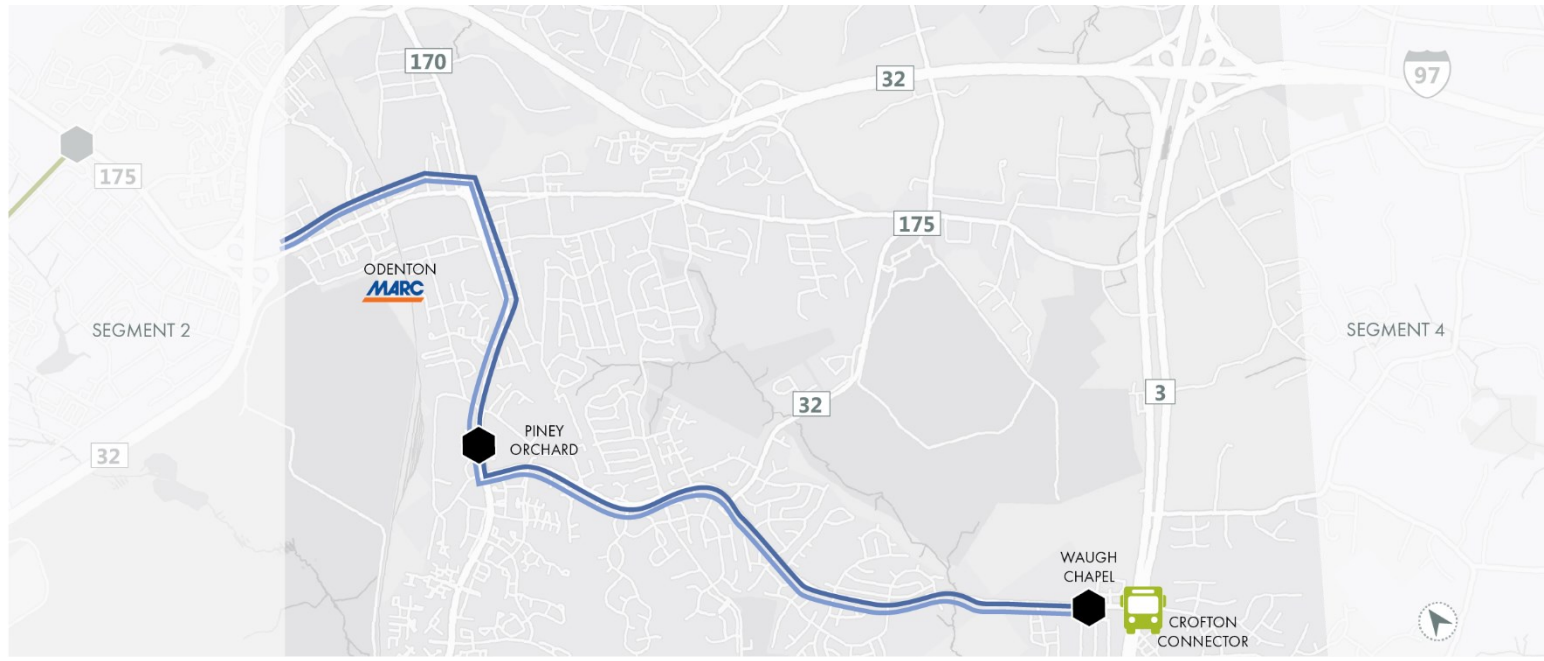 170
32
97
175
175
ODENTON
MARC
SEGMENT 2
SEGMENT 4
3
32
PINEY
ORCHARD
32
WAUGH
CHAPEL
CROFTON
CONNECTOR